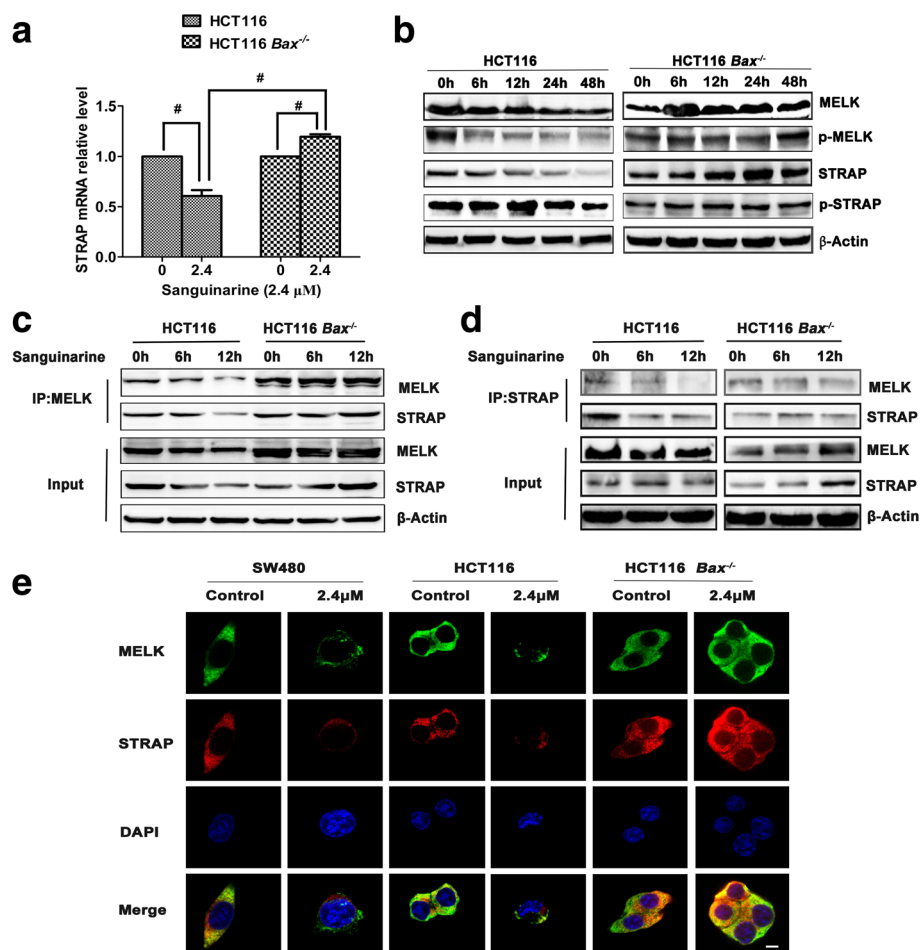 a
HCT116
HCT116 Bax-/-
STRAP mRNA relative level
1.5
1.0
0.5
0.0
#
#
#
0 2.4 0 2.4
Sanguinarine (2.4 μM)
b
HCT116 HCT116 Bax-/-
0h 6h 12h 24h 48h 0h 6h 12h 24h 48h
MELK
p-MELK
STRAP
p-STRAP
β-Actin
c
HCT116 HCT116 Bax-/-
Sanguinarine 0h 6h 12h 0h 6h 12h
IP:MELK
MELK
STRAP
Input
MELK
STRAP
β-Actin
d
HCT116 HCT116 Bax-/-
Sanguinarine 0h 6h 12h 0h 6h 12h
IP:STRAP
MELK
STRAP
Input
MELK
STRAP
β-Actin
e
SW480 HCT116 HCT116 Bax-/-
Control 2.4μM Control 2.4μM Control 2.4μM
MELK
STRAP
DAPI
Merge